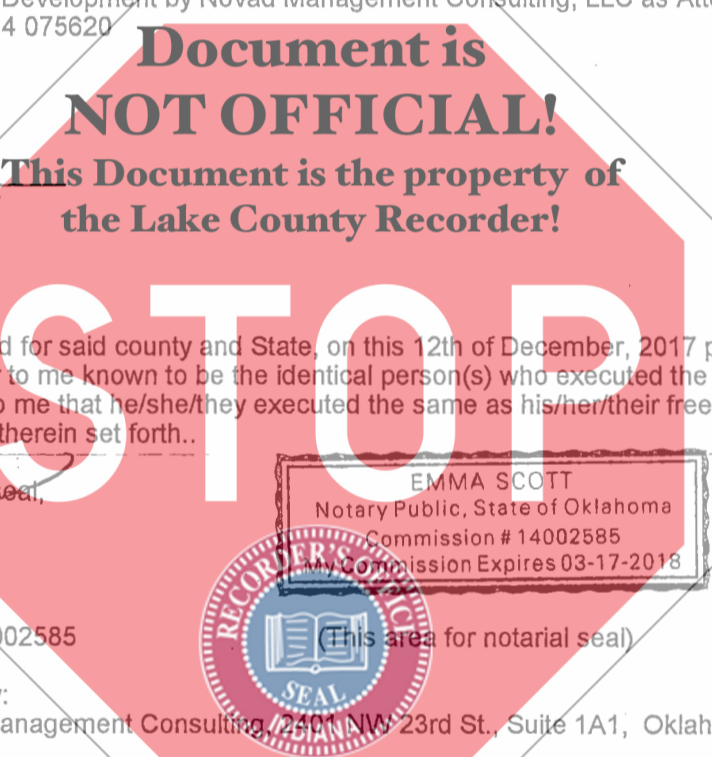 Development by Novad Management Consulting, LLC as Atto
4 075620
Document is
NOT OFFICIAL!
This Document is the property of
the Lake County Recorder!
STOP
d for said county and State, on this 12th of December, 2017 p
to me known to be the identical person(s) who executed the
o me that he/she/they executed the same as his/her/their free
therein set forth..
seal,
EMMA SCOTT
Notary Public, State of Oklahoma
Commission # 14002585
My Commission Expires 03-17-2018
RECORDER'S OFFICE
SEAL
INDIANA
002585
(This area for notarial seal)
:
anagement Consulting, 2401 NW 23rd St., Suite 1A1, Oklah